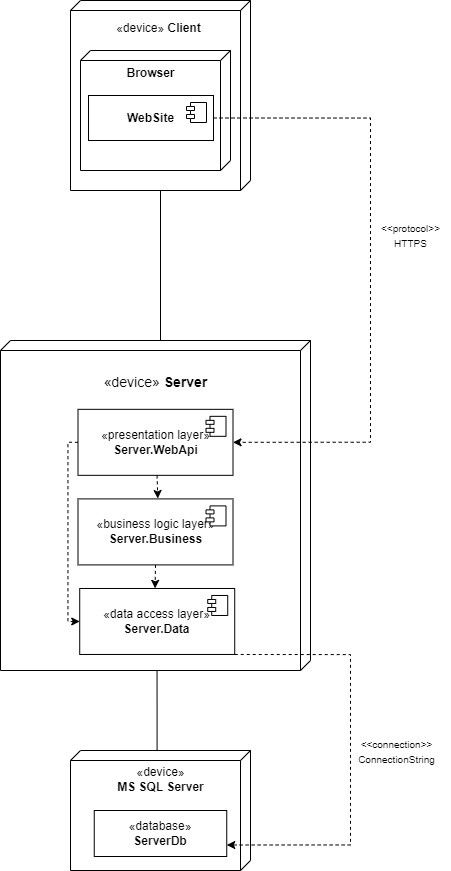 «device» Client
Browser
WebSite
<<protocol>>
HTTPS
«device» Server
«presentation layer»
Server.WebApi
«business logic layer»
Server.Business
«data access layer»
Server.Data
<<connection>>
ConnectionString
«device»
MS SQL Server
«database»
ServerDb